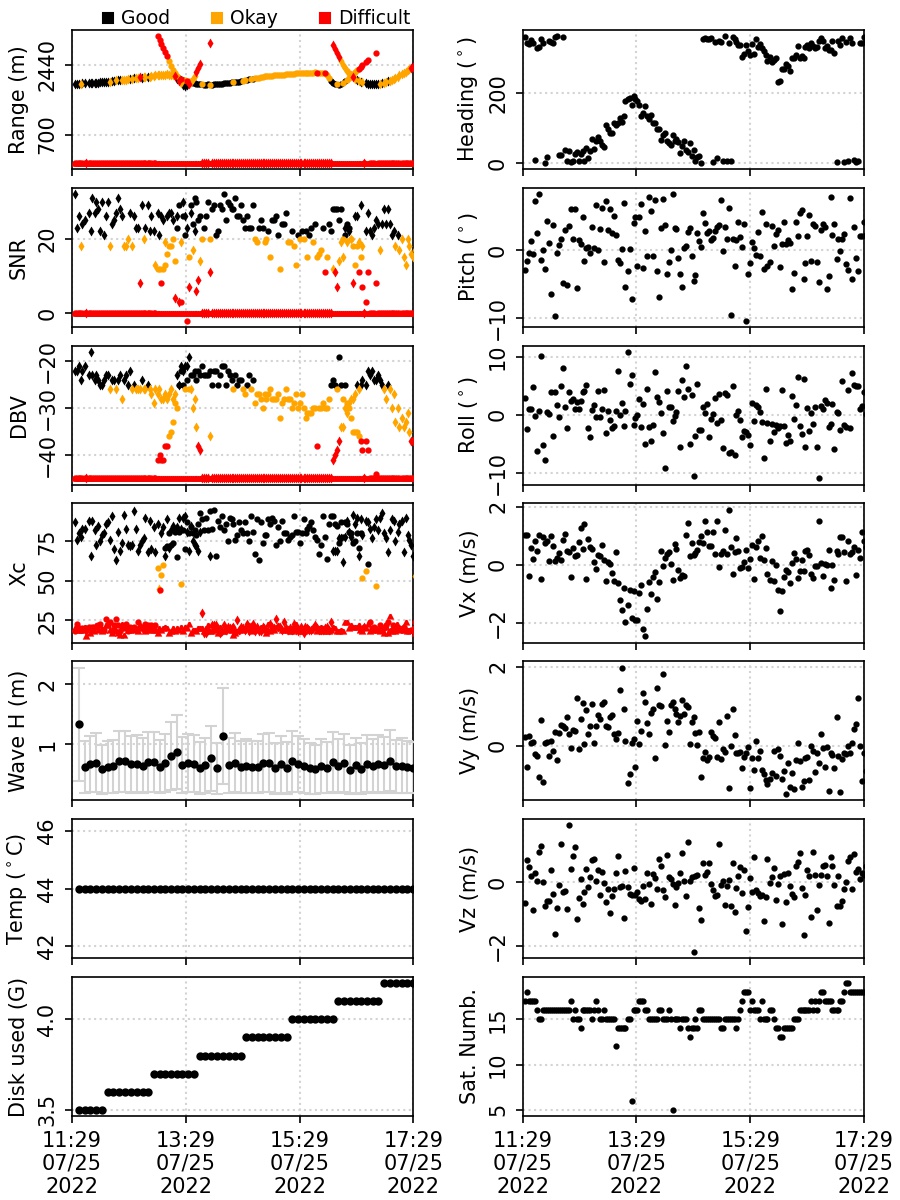 Good Okay Difficult
Range (m)
2440
700
Heading (°)
200
0
SNR
20
0
Pitch (°)
0
−10
DBV
−20
−30
−40
Roll (°)
10
0
−10
Xc
75
50
25
Vx (m/s)
2
0
−2
Wave H (m)
2
1
Vy (m/s)
2
0
Temp (°C)
46
44
42
Vz (m/s)
0
−2
Disk used (G)
4.0
3.5
Sat. Numb.
15
10
5
11:29 13:29 15:29 17:29
07/25 07/25 07/25 07/25
2022 2022 2022 2022
11:29 13:29 15:29 17:29
07/25 07/25 07/25 07/25
2022 2022 2022 2022